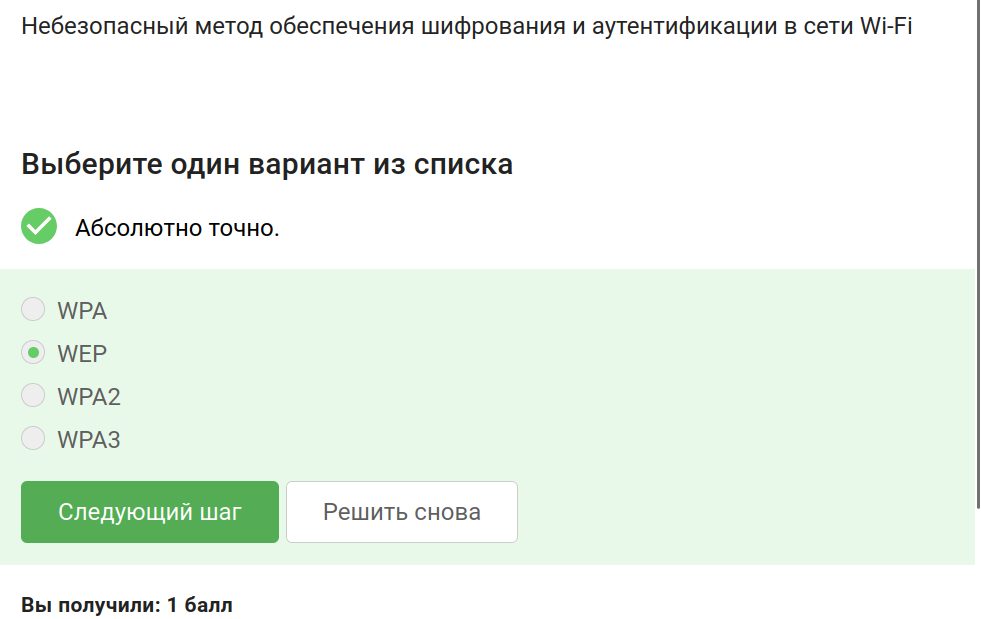 Небезопасный метод обеспечения шифрования и аутентификации в сети Wi-Fi
Выберите один вариант из списка
Абсолютно точно.
WPA
WEP
WPA2
WPA3
Следующий шаг
Решить снова
Вы получили: 1 балл